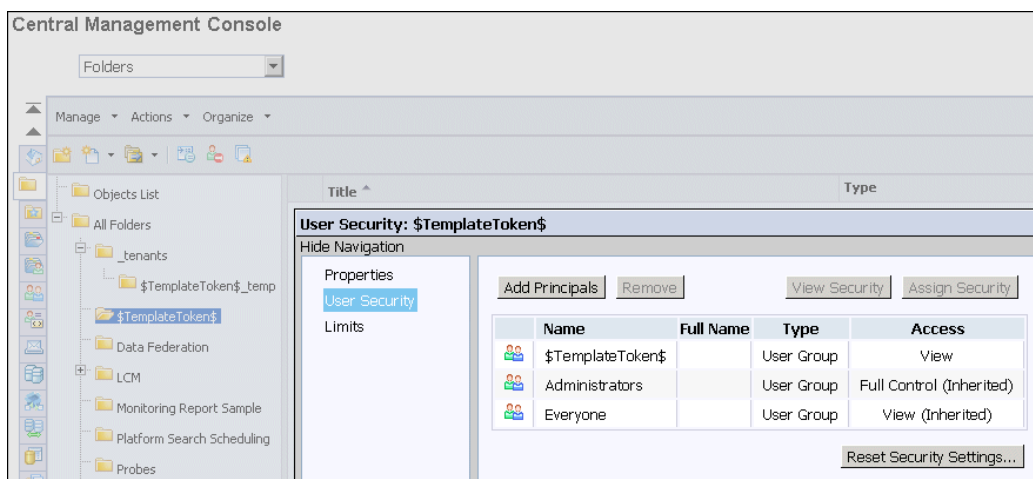 Central Management Console
Folders
Manage Actions Organize
Objects List
All Folders
_tenants
$TemplateToken$_temp
$TemplateToken$
Data Federation
LCM
Monitoring Report Sample
Platform Search Scheduling
Probes
Title Type
User Security: $TemplateToken$
Hide Navigation
Properties
User Security
Limits
Add Principals Remove View Security Assign Security
Name Full Name Type Access
$TemplateToken$ User Group View
Administrators User Group Full Control (Inherited)
Everyone User Group View (Inherited)
Reset Security Settings...